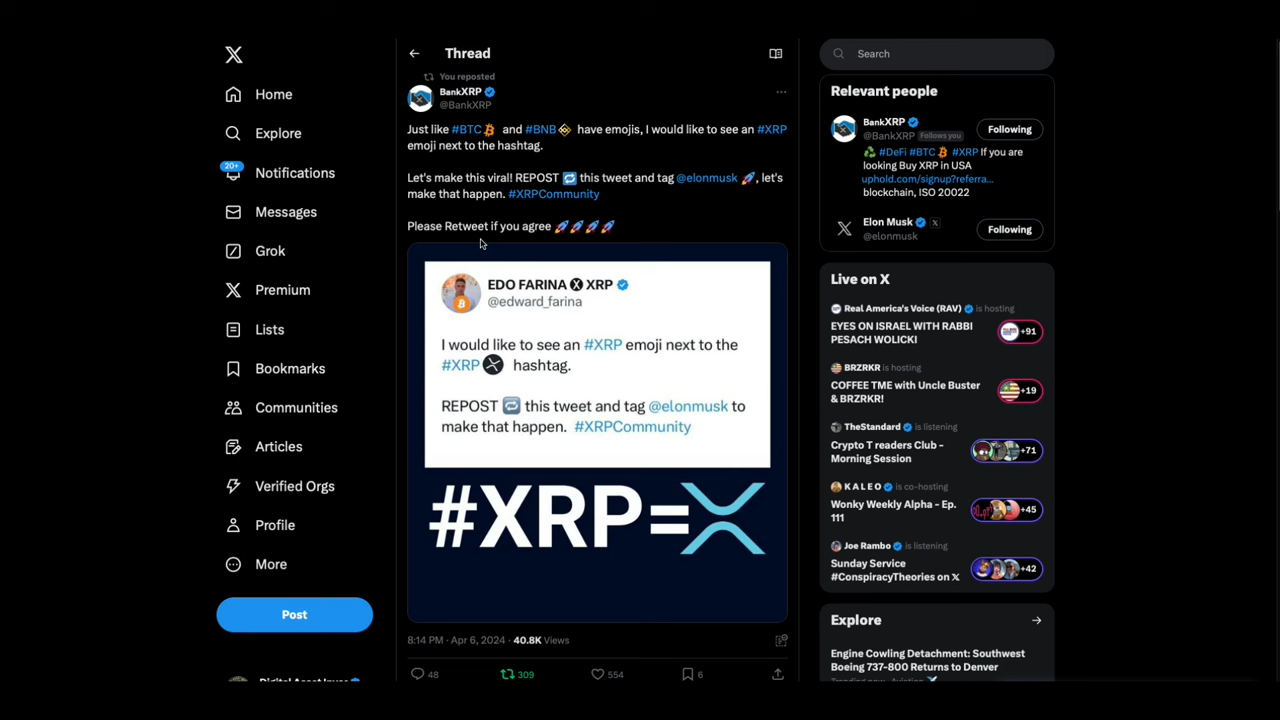 Home
Explore
20+
Notifications
Messages
Grok
Premium
Lists
Bookmarks
Communities
Articles
Verified Orgs
Profile
More
Post
Thread
You reposted
BankXRP
@BankXRP
Just like #BTC and #BNB have emojis, I would like to see an #XRP
emoji next to the hashtag.
Let's make this viral! REPOST 🔁 this tweet and tag @elonmusk 🚀, let's
make that happen. #XRPCommunity
Please Retweet if you agree 🚀🚀🚀🚀
EDO FARINA X XRP
@edward_farina
I would like to see an #XRP emoji next to the
#XRP hashtag.
REPOST 🔁 this tweet and tag @elonmusk to
make that happen. #XRPCommunity
#XRP=X
8:14 PM · Apr 6, 2024 · 40.8K Views
48
309
554
6
Search
Relevant people
BankXRP
@BankXRP Follows you
Following
♻️ #DeFi #BTC #XRP If you are
looking Buy XRP in USA
uphold.com/signup?referra...
blockchain, ISO 20022
Elon Musk X
@elonmusk
Following
Live on X
Real America's Voice (RAV) is hosting
EYES ON ISRAEL WITH RABBI
PESACH WOLICKI
+91
BRZRKR is hosting
COFFEE TME with Uncle Buster
& BRZRKR!
+19
TheStandard is listening
Crypto T readers Club -
Morning Session
+71
K A L E O is co-hosting
Wonky Weekly Alpha - Ep.
111
+45
Joe Rambo is listening
Sunday Service
#ConspiracyTheories on X
+42
Explore
Engine Cowling Detachment: Southwest
Boeing 737-800 Returns to Denver